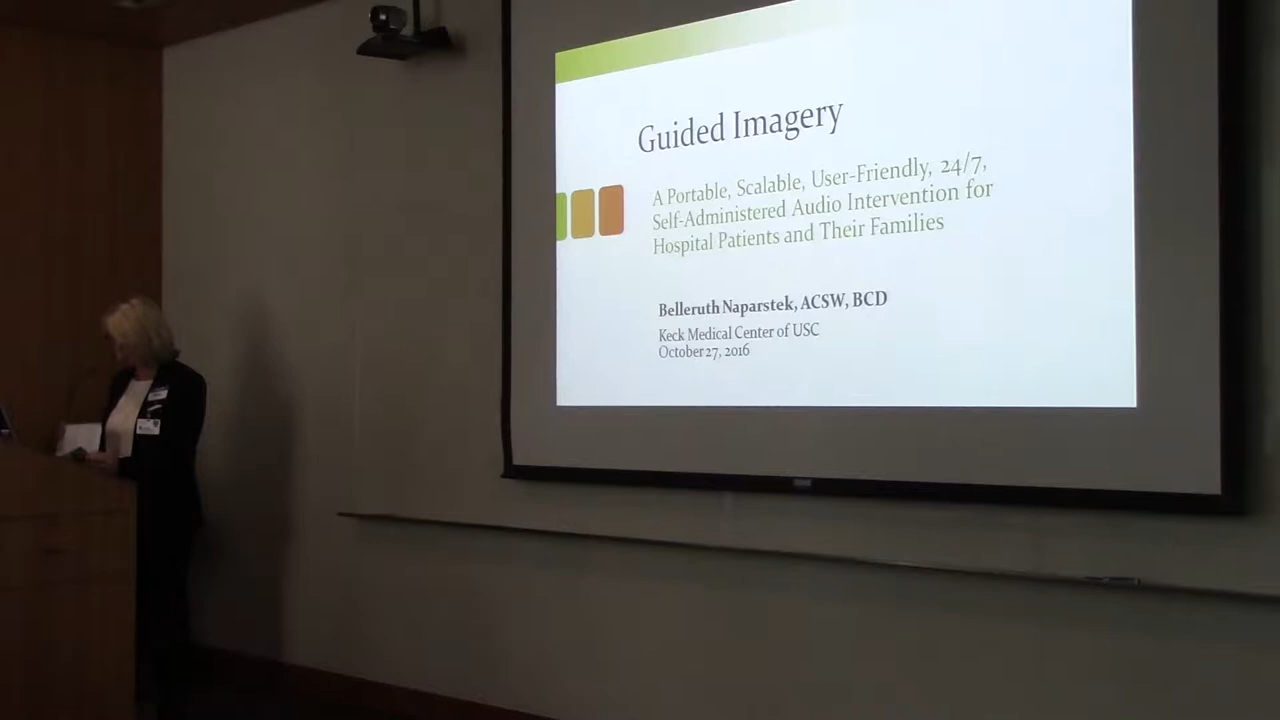 Guided Imagery
A Portable, Scalable, User-Friendly, 24/7,
Self-Administered Audio Intervention for
Hospital Patients and Their Families
Belleruth Naparstek, ACSW, BCD
Keck Medical Center of USC
October 27, 2016